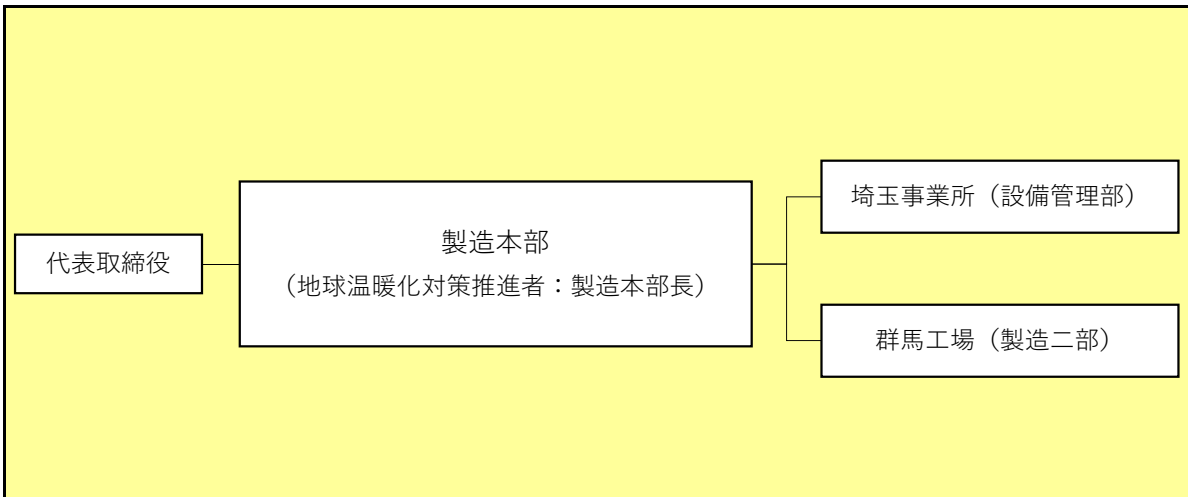 代表取締役
製造本部
（地球温暖化対策推進者：製造本部長）
埼玉事業所（設備管理部）
群馬工場（製造二部）